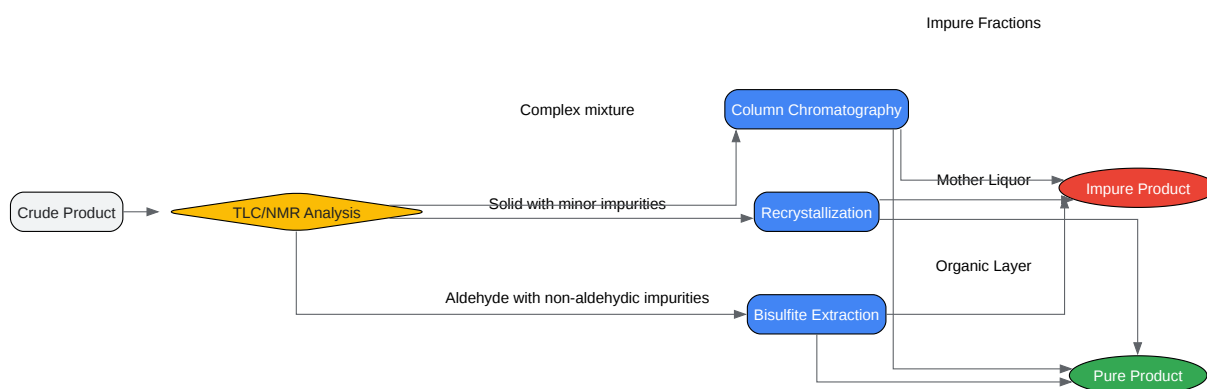 Impure Fractions
Complex mixture
Column Chromatography
Mother Liquor
Impure Product
Crude Product
TLC/NMR Analysis
Solid with minor impurities
Recrystallization
Organic Layer
Aldehyde with non-aldehydic impurities
Bisulfite Extraction
Pure Product